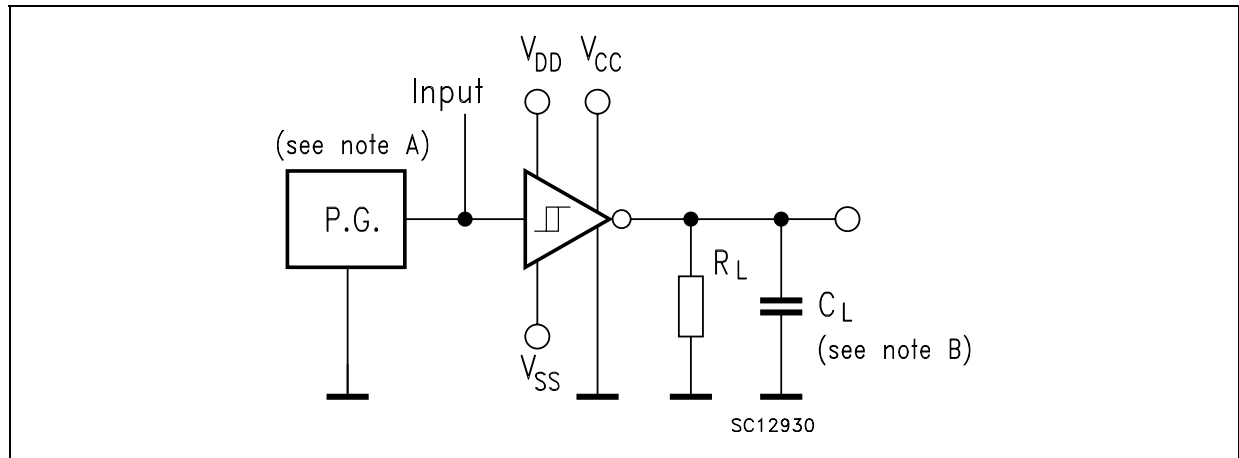 V_DD V_CC
Input
(see note A)
P.G.
R_L
C_L
(see note B)
V_SS
SC12930